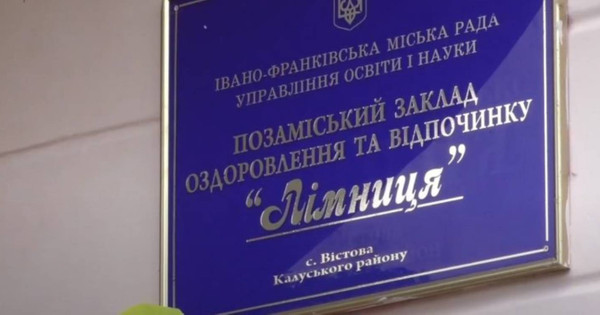 ІВАНО-ФРАНКІВСЬКА МІСЬКА РАДА
УПРАВЛІННЯ ОСВІТИ І НАУКИ
ПОЗАМІСЬКИЙ ЗАКЛАД
ОЗДОРОВЛЕННЯ ТА ВІДПОЧИНКУ
“Лімниця”
с. Вістова
Калуського району